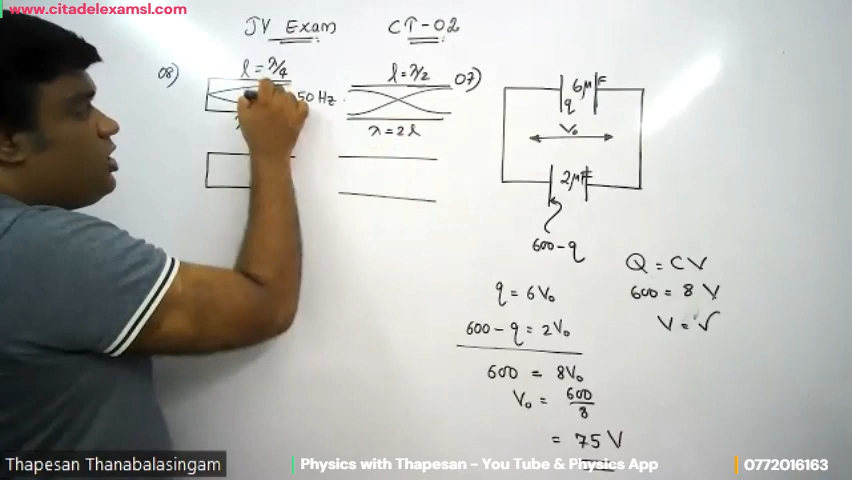 www.citadelexamsl.com
JV Exam CT-02
08)
l = λ/4
50 Hz
l = λ/2
λ = 2l
07)
6μF
q
V₀
2μF
600-q
Q = CV
600 = 8 V
V = √
q = 6V₀
600 - q = 2V₀
600 = 8V₀
V₀ = 600/8
= 75 V
Thapesan Thanabalasingam
Physics with Thapesan - You Tube & Physics App
0772016163